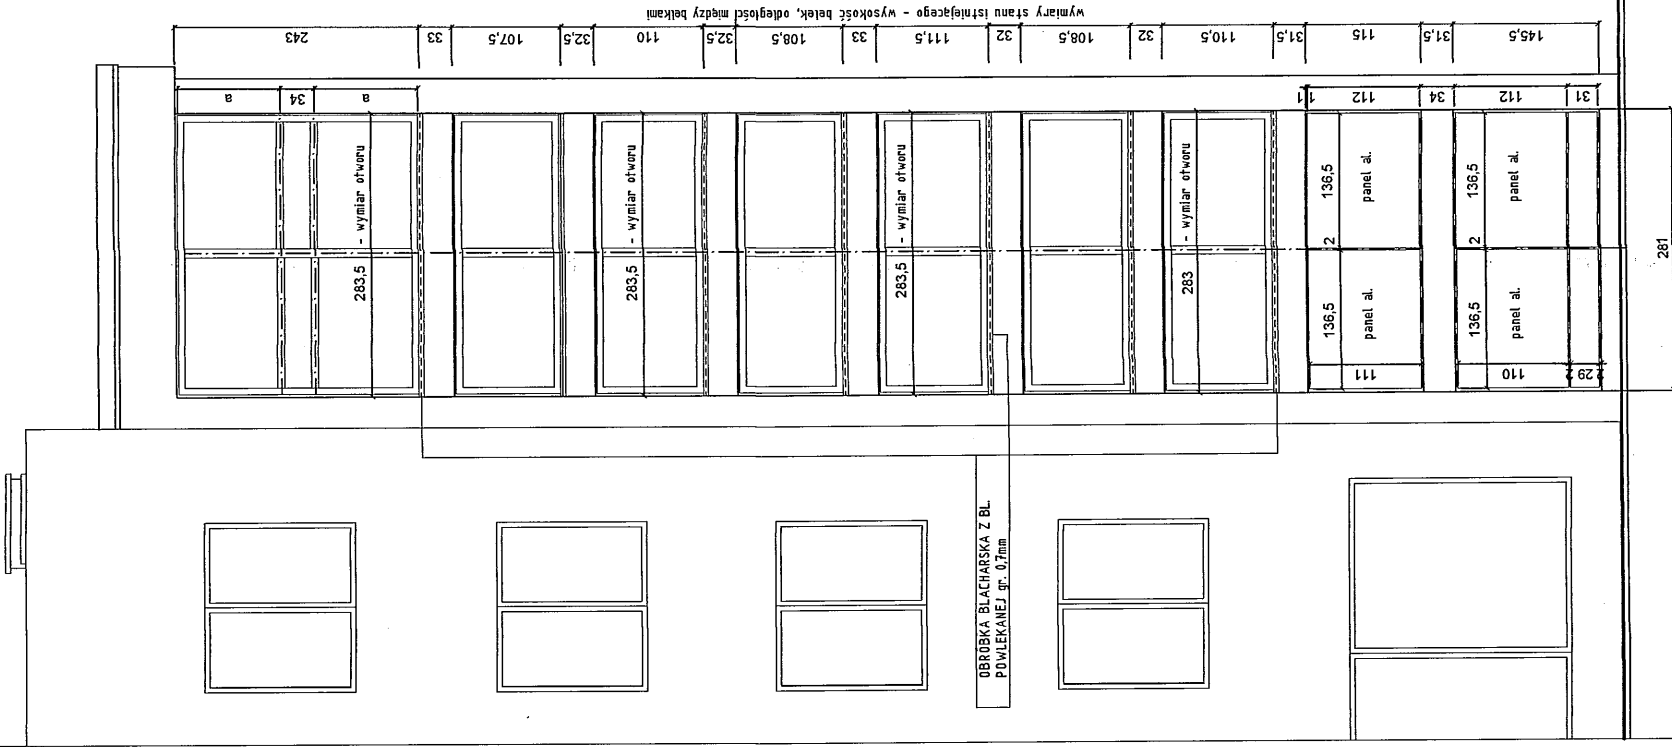 wymiary stanu istniejącego - wysokość belek, odległości między belkami
243
33
107,5
32,5
110
32,5
108,5
33
111,5
32
108,5
32
110,5
31,5
115
31,5
145,5
a
34
a
11
112
34
112
31
283,5 - wymiar otworu
283,5 - wymiar otworu
283,5 - wymiar otworu
283 - wymiar otworu
136,5
panel al.
2
136,5
panel al.
111
136,5
panel al.
2
136,5
panel al.
110
2
29
2
281
OBRÓBKA BLACHARSKA Z BL.
POWLEKANEJ gr. 0,7mm